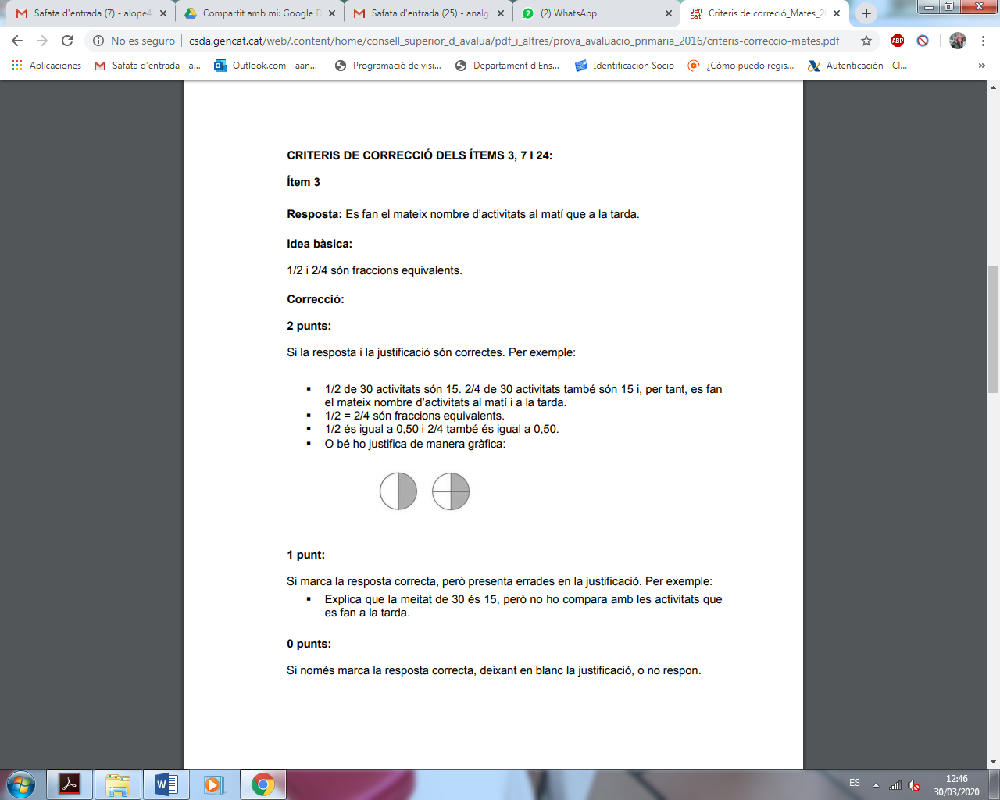 Safata d'entrada (7) - alope4
Compartit amb mi: Google D
Safata d'entrada (25) - analg
2 (2) WhatsApp
gen cat Criteris de correció_Mates_2
No es seguro | csda.gencat.cat/web/.content/home/consell_superior_d_avalua/pdf_i_altres/prova_avaluacio_primaria_2016/criteris-correccio-mates.pdf
ABP
Aplicaciones Safata d'entrada - a... Outlook.com - aan... Programació de visi... Departament d'Ens... Identificación Socio ¿Cómo puedo regis... Autenticación - Cl... »
CRITERIS DE CORRECCIÓ DELS ÍTEMS 3, 7 I 24:
Ítem 3
Resposta: Es fan el mateix nombre d'activitats al matí que a la tarda.
Idea bàsica:
1/2 i 2/4 són fraccions equivalents.
Correcció:
2 punts:
Si la resposta i la justificació són correctes. Per exemple:
▪ 1/2 de 30 activitats són 15. 2/4 de 30 activitats també són 15 i, per tant, es fan
el mateix nombre d'activitats al matí i a la tarda.
▪ 1/2 = 2/4 són fraccions equivalents.
▪ 1/2 és igual a 0,50 i 2/4 també és igual a 0,50.
▪ O bé ho justifica de manera gràfica:
1 punt:
Si marca la resposta correcta, però presenta errades en la justificació. Per exemple:
▪ Explica que la meitat de 30 és 15, però no ho compara amb les activitats que
es fan a la tarda.
0 punts:
Si només marca la resposta correcta, deixant en blanc la justificació, o no respon.
ES
12:46
30/03/2020